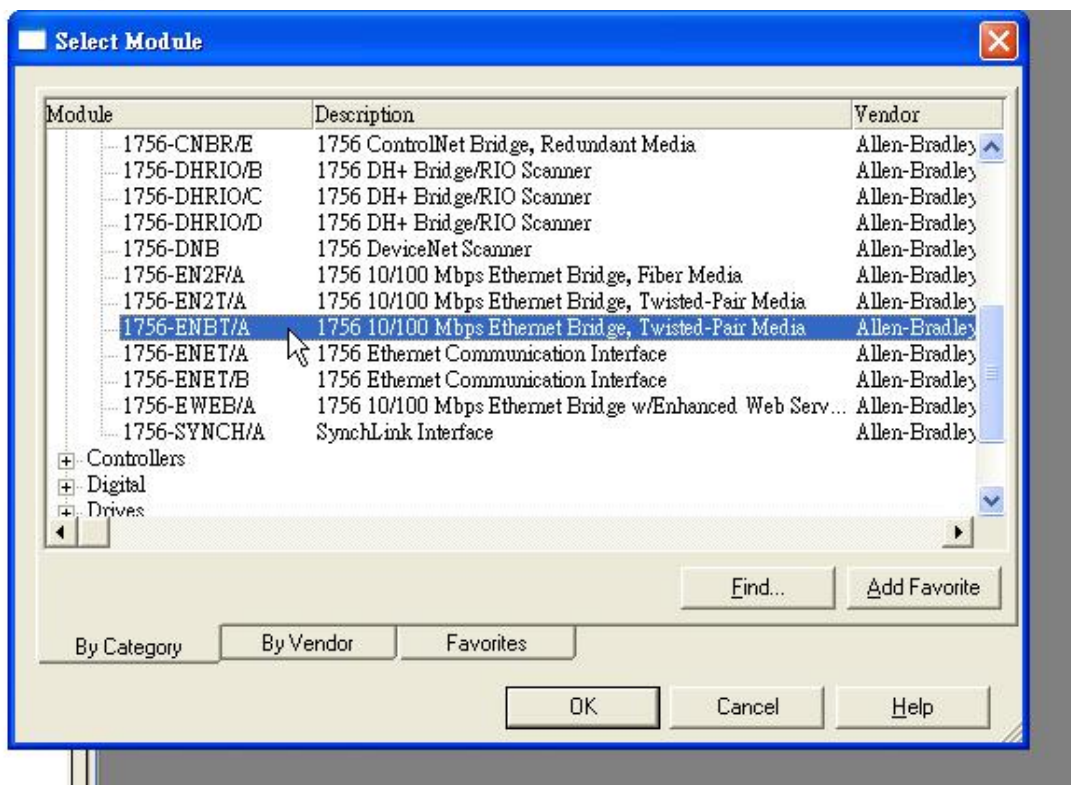 Select Module
Module Description Vendor
1756-CNBR/E 1756 ControlNet Bridge, Redundant Media Allen-Bradley
1756-DHRIO/B 1756 DH+ Bridge/RIO Scanner Allen-Bradley
1756-DHRIO/C 1756 DH+ Bridge/RIO Scanner Allen-Bradley
1756-DHRIO/D 1756 DH+ Bridge/RIO Scanner Allen-Bradley
1756-DNB 1756 DeviceNet Scanner Allen-Bradley
1756-EN2F/A 1756 10/100 Mbps Ethernet Bridge, Fiber Media Allen-Bradley
1756-EN2T/A 1756 10/100 Mbps Ethernet Bridge, Twisted-Pair Media Allen-Bradley
1756-ENBT/A 1756 10/100 Mbps Ethernet Bridge, Twisted-Pair Media Allen-Bradley
1756-ENET/A 1756 Ethernet Communication Interface Allen-Bradley
1756-ENET/B 1756 Ethernet Communication Interface Allen-Bradley
1756-EWEB/A 1756 10/100 Mbps Ethernet Bridge w/Enhanced Web Serv... Allen-Bradley
1756-SYNCH/A SynchLink Interface Allen-Bradley
Controllers
Digital
Drives
Find... Add Favorite
By Category By Vendor Favorites
OK Cancel Help